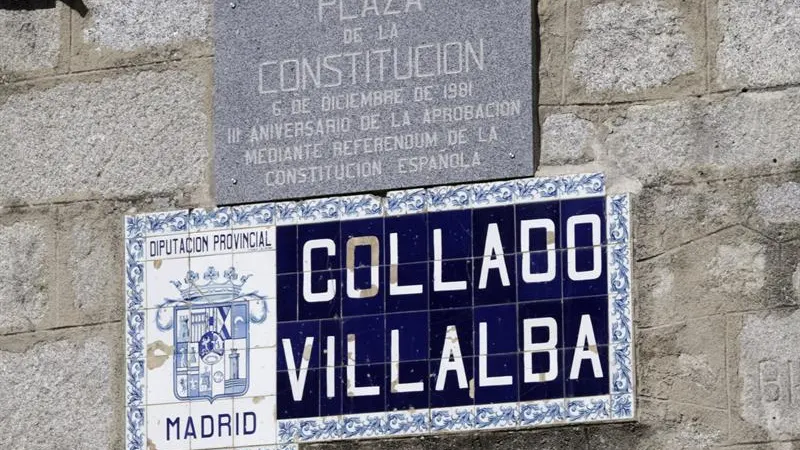 PLAZA
DE LA
CONSTITUCION
6 DE DICIEMBRE DE 1981
III ANIVERSARIO DE LA APROBACION
MEDIANTE REFERENDUM DE LA
CONSTITUCION ESPAÑOLA
DIPUTACION PROVINCIAL
MADRID
COLLADO
VILLALBA